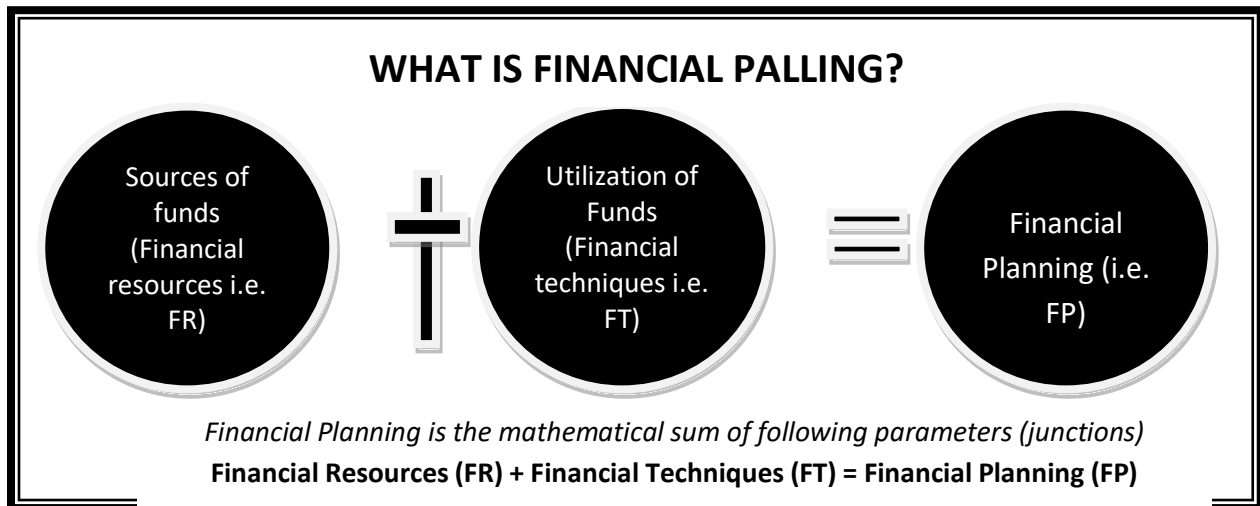 WHAT IS FINANCIAL PALLING?
Sources of
funds
(Financial
resources i.e.
FR)
Utilization of
Funds
(Financial
techniques i.e.
FT)
Financial
Planning (i.e.
FP)
Financial Planning is the mathematical sum of following parameters (junctions)
Financial Resources (FR) + Financial Techniques (FT) = Financial Planning (FP)